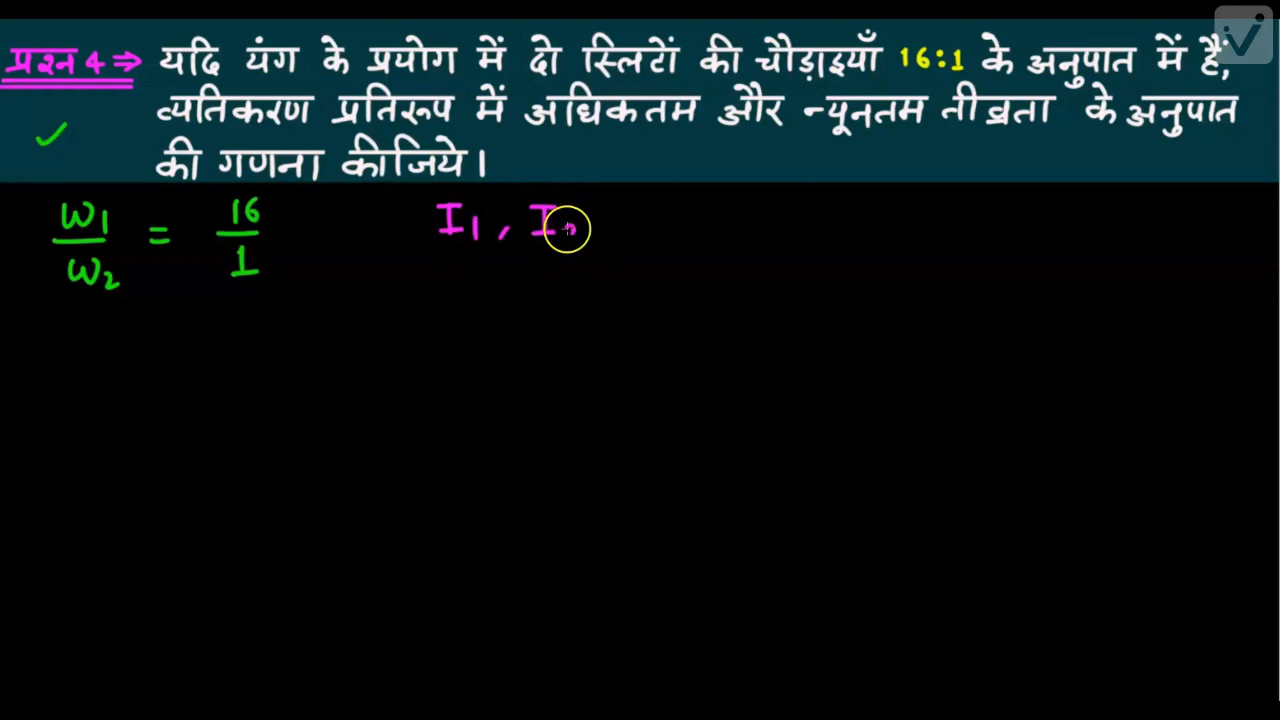 प्रश्न 4 ⇒ यदि यंग के प्रयोग में दो स्लिटों की चौड़ाइयाँ 16:1 के अनुपात में हैं,
व्यतिकरण प्रतिरूप में अधिकतम और न्यूनतम तीव्रता के अनुपात
की गणना कीजिये।
W1/W2 = 16/1 I1, I